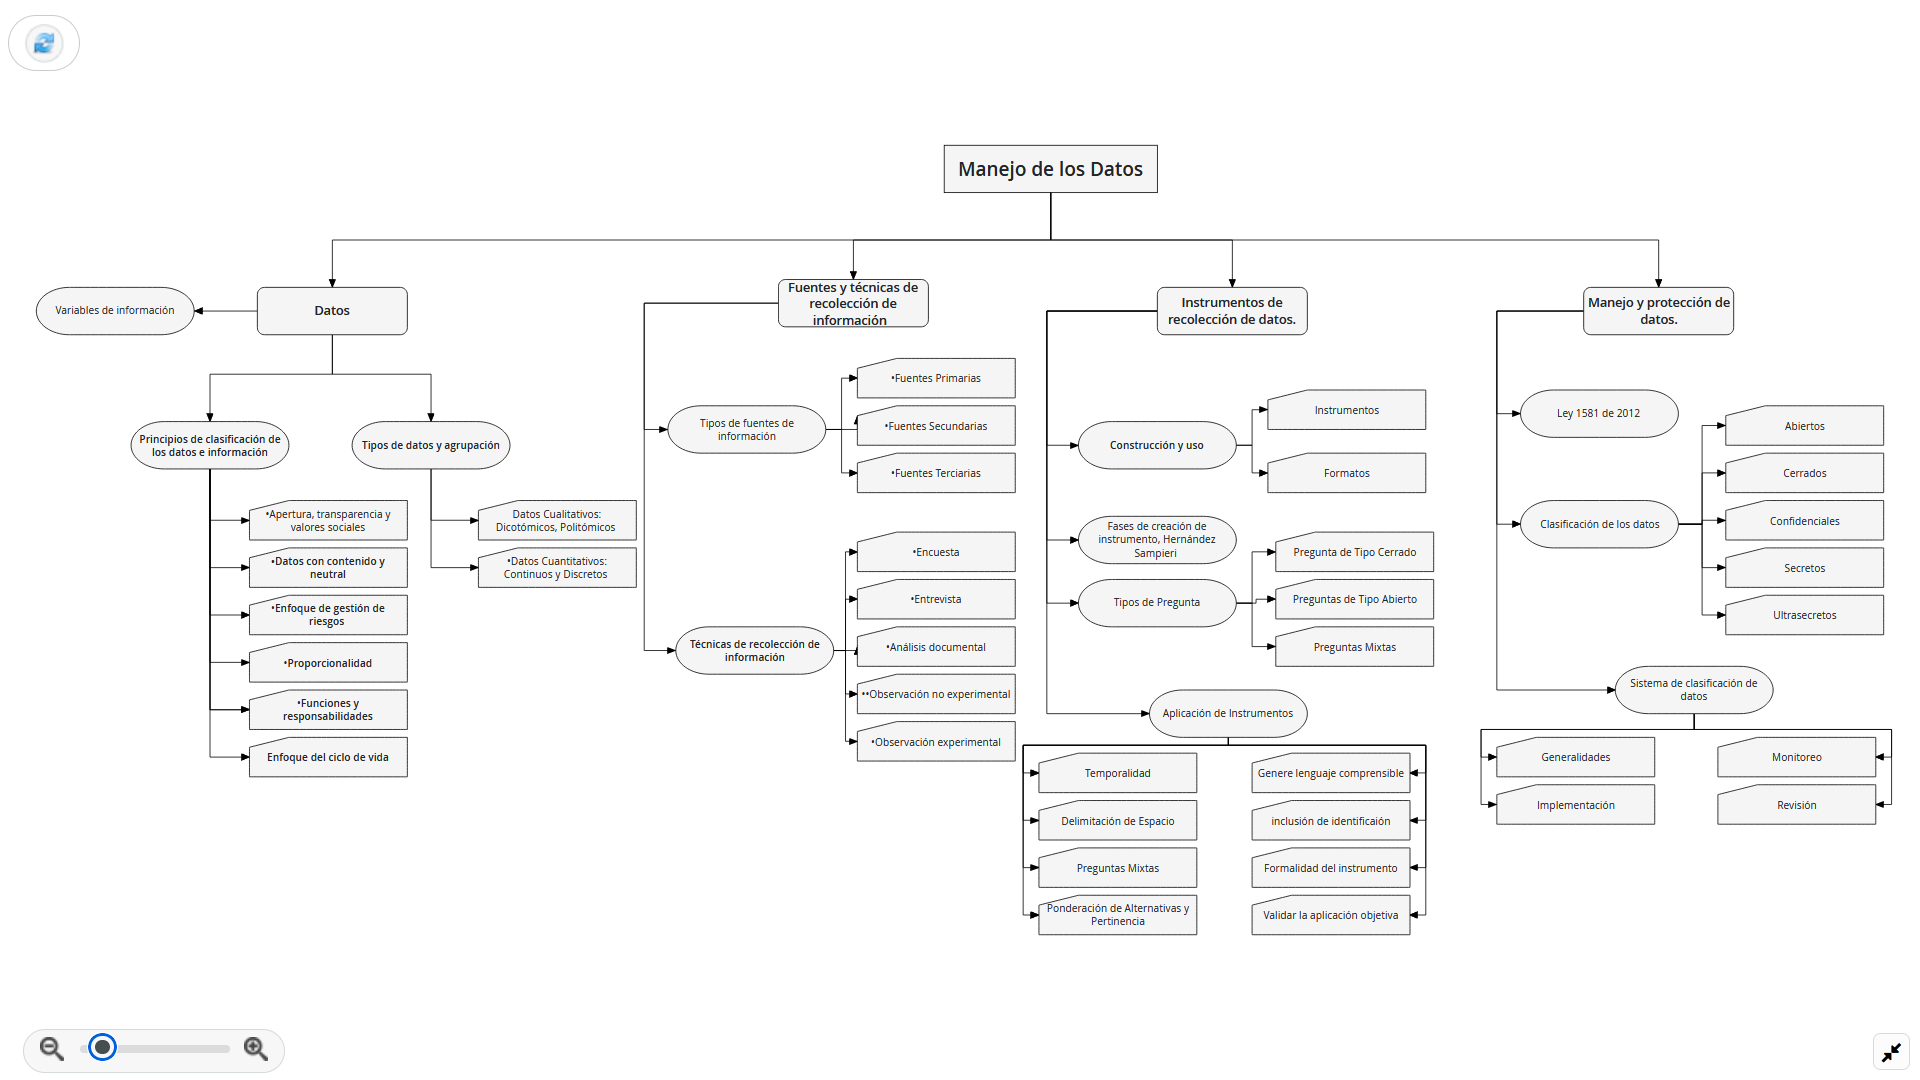 Manejo de los Datos
Variables de información
Datos
Principios de clasificación de
los datos e información
Tipos de datos y agrupación
•Apertura, transparencia y
valores sociales
•Datos con contenido y
neutral
•Enfoque de gestión de
riesgos
•Proporcionalidad
•Funciones y
responsabilidades
Enfoque del ciclo de vida
Datos Cualitativos:
Dicotómicos, Politómicos
•Datos Cuantitativos:
Continuos y Discretos
Fuentes y técnicas de
recolección de
información
Tipos de fuentes de
información
•Fuentes Primarias
•Fuentes Secundarias
•Fuentes Terciarias
Técnicas de recolección de
información
•Encuesta
•Entrevista
•Análisis documental
••Observación no experimental
•Observación experimental
Instrumentos de
recolección de datos.
Construcción y uso
Instrumentos
Formatos
Fases de creación de
instrumento, Hernández
Sampieri
Tipos de Pregunta
Pregunta de Tipo Cerrado
Preguntas de Tipo Abierto
Preguntas Mixtas
Aplicación de Instrumentos
Temporalidad
Delimitación de Espacio
Preguntas Mixtas
Ponderación de Alternativas y
Pertinencia
Genere lenguaje comprensible
inclusión de identificaión
Formalidad del instrumento
Validar la aplicación objetiva
Manejo y protección de
datos.
Ley 1581 de 2012
Clasificación de los datos
Abiertos
Cerrados
Confidenciales
Secretos
Ultrasecretos
Sistema de clasificación de
datos
Generalidades
Implementación
Monitoreo
Revisión